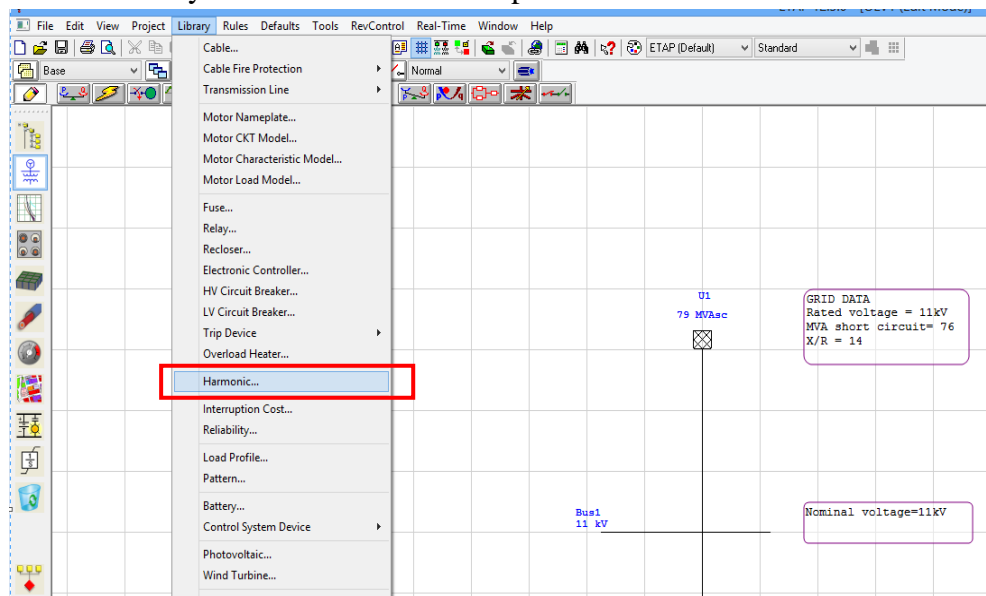 File Edit View Project Library Rules Defaults Tools RevControl Real-Time Window Help
ETAP (Default) Standard
Base Normal
Cable...
Cable Fire Protection
Transmission Line
Motor Nameplate...
Motor CKT Model...
Motor Characteristic Model...
Motor Load Model...
Fuse...
Relay...
Recloser...
Electronic Controller...
HV Circuit Breaker...
LV Circuit Breaker...
Trip Device
Overload Heater...
Harmonic...
Interruption Cost...
Reliability...
Load Profile...
Pattern...
Battery...
Control System Device
Photovoltaic...
Wind Turbine...
U1
79 MVAsc
GRID DATA
Rated voltage = 11kV
MVA short circuit= 76
X/R = 14
Bus1
11 kV
Nominal voltage=11kV